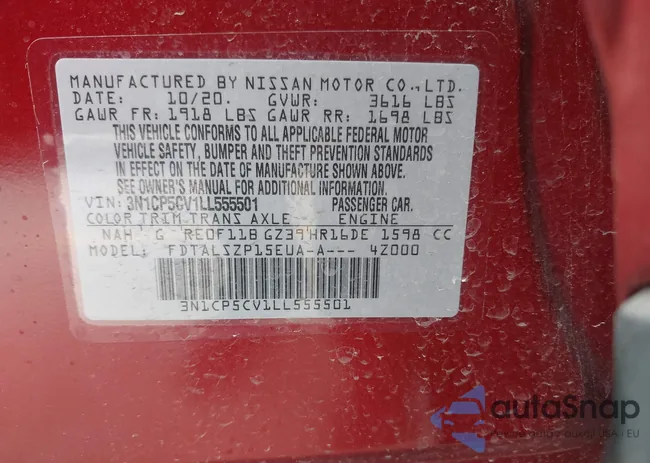 MANUFACTURED BY NISSAN MOTOR CO., LTD.
DATE: 10/20. GVWR: 3616 LBS
GAWR FR: 1918 LBS GAWR RR: 1698 LBS
THIS VEHICLE CONFORMS TO ALL APPLICABLE FEDERAL MOTOR
VEHICLE SAFETY, BUMPER AND THEFT PREVENTION STANDARDS
IN EFFECT ON THE DATE OF MANUFACTURE SHOWN ABOVE.
SEE OWNER'S MANUAL FOR ADDITIONAL INFORMATION.
VIN: 3N1CP5CV1LL555501 PASSENGER CAR.
COLOR TRIM TRANS AXLE ENGINE
NAH G RE0F11B GZ39 HR16DE 1598 CC
MODEL: FDTALSZP15EUA-A--- 4Z000
3N1CP5CV1LL555501
autoSnap
USA - EU